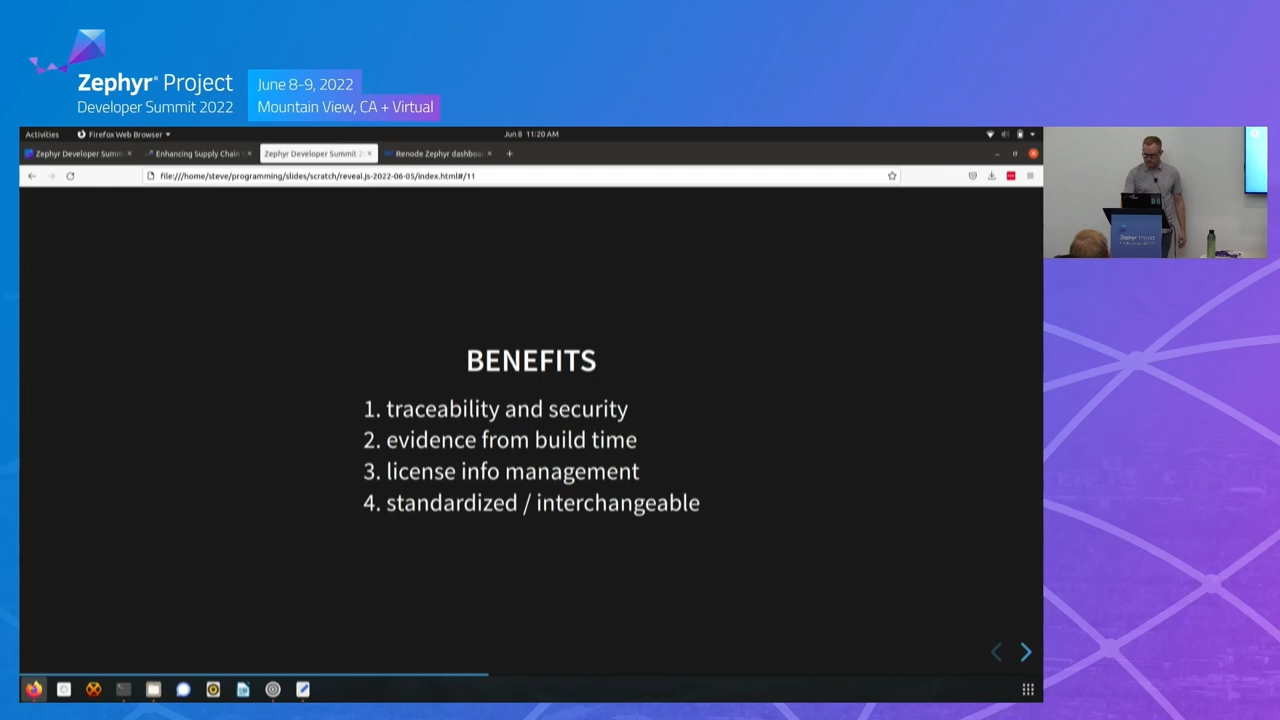 Zephyr® Project
Developer Summit 2022
June 8-9, 2022
Mountain View, CA + Virtual
Activities
Firefox Web Browser
Jun 8 11:20 AM
Zephyr Developer Summ
Enhancing Supply Chain
Zephyr Developer Summit
Renode Zephyr dashboa
file:///home/steve/programming/slides/scratch/reveal.js-2022-06-05/index.html#/11
BENEFITS
1. traceability and security
2. evidence from build time
3. license info management
4. standardized / interchangeable
Zephyr Project